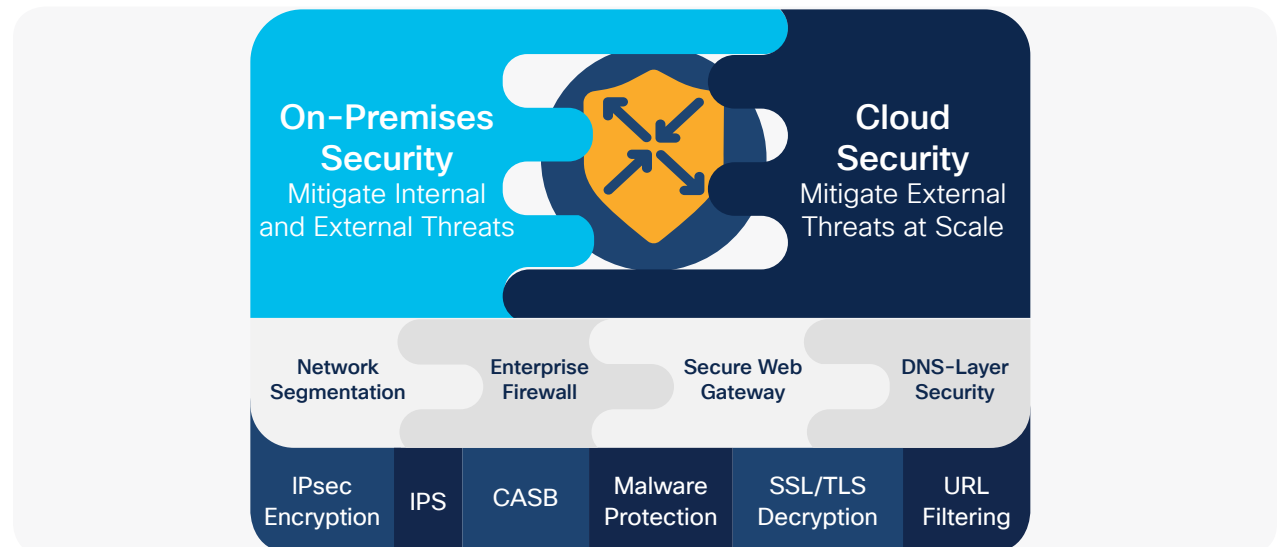 On-Premises
Security
Mitigate Internal
and External Threats
Cloud
Security
Mitigate External
Threats at Scale
Network
Segmentation
Enterprise
Firewall
Secure Web
Gateway
DNS-Layer
Security
IPsec
Encryption
IPS
CASB
Malware
Protection
SSL/TLS
Decryption
URL
Filtering